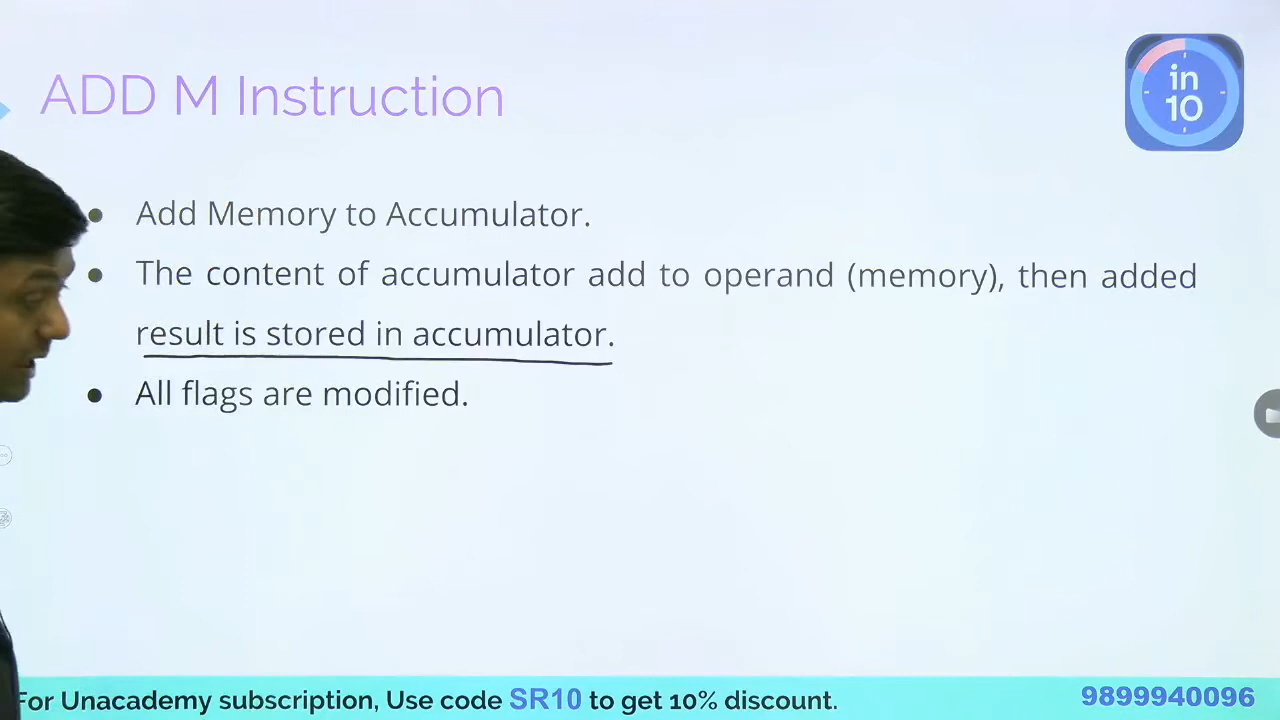 ADD M Instruction
in
10
Add Memory to Accumulator.
The content of accumulator add to operand (memory), then added
result is stored in accumulator.
All flags are modified.
For Unacademy subscription, Use code SR10 to get 10% discount.
9899940096